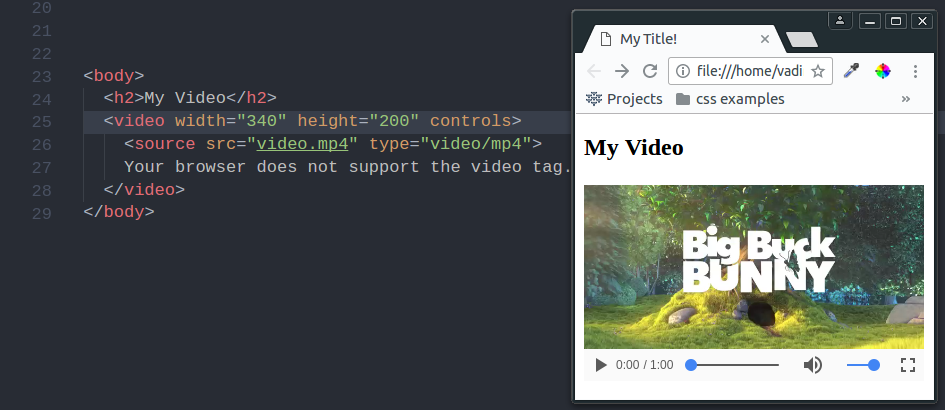 20
21
22
23 <body>
24 <h2>My Video</h2>
25 <video width="340" height="200" controls>
26 <source src="video.mp4" type="video/mp4">
27 Your browser does not support the video tag.
28 </video>
29 </body>
My Title!
file:///home/vadi
Projects css examples »
My Video
Big Buck
BUNNY
0:00 / 1:00